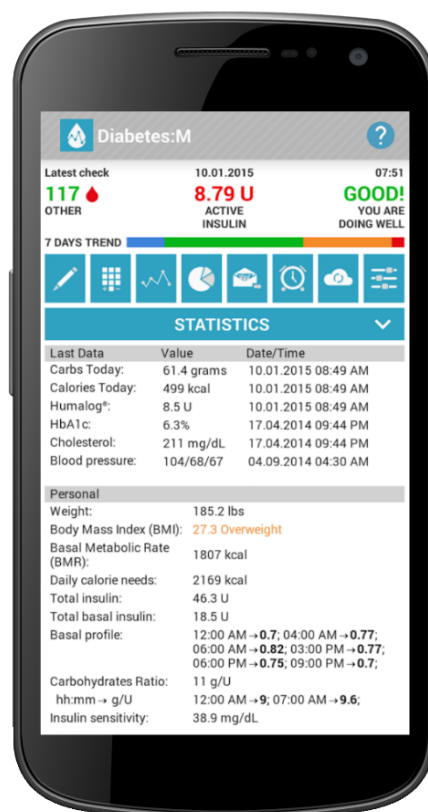 Diabetes:M
?
Latest check 10.01.2015 07:51
117 8.79 U GOOD!
OTHER ACTIVE INSULIN YOU ARE DOING WELL
7 DAYS TREND
STATISTICS
Last Data Value Date/Time
Carbs Today: 61.4 grams 10.01.2015 08:49 AM
Calories Today: 499 kcal 10.01.2015 08:49 AM
Humalog®: 8.5 U 10.01.2015 08:49 AM
HbA1c: 6.3% 17.04.2014 09:44 PM
Cholesterol: 211 mg/dL 17.04.2014 09:44 PM
Blood pressure: 104/68/67 04.09.2014 04:30 AM
Personal
Weight: 185.2 lbs
Body Mass Index (BMI): 27.3 Overweight
Basal Metabolic Rate (BMR): 1807 kcal
Daily calorie needs: 2169 kcal
Total insulin: 46.3 U
Total basal insulin: 18.5 U
Basal profile: 12:00 AM→0.7; 04:00 AM→0.77;
06:00 AM→0.82; 03:00 PM→0.77;
06:00 PM→0.75; 09:00 PM→0.7;
Carbohydrates Ratio: 11 g/U
hh:mm → g/U 12:00 AM→9; 07:00 AM→9.6;
Insulin sensitivity: 38.9 mg/dL